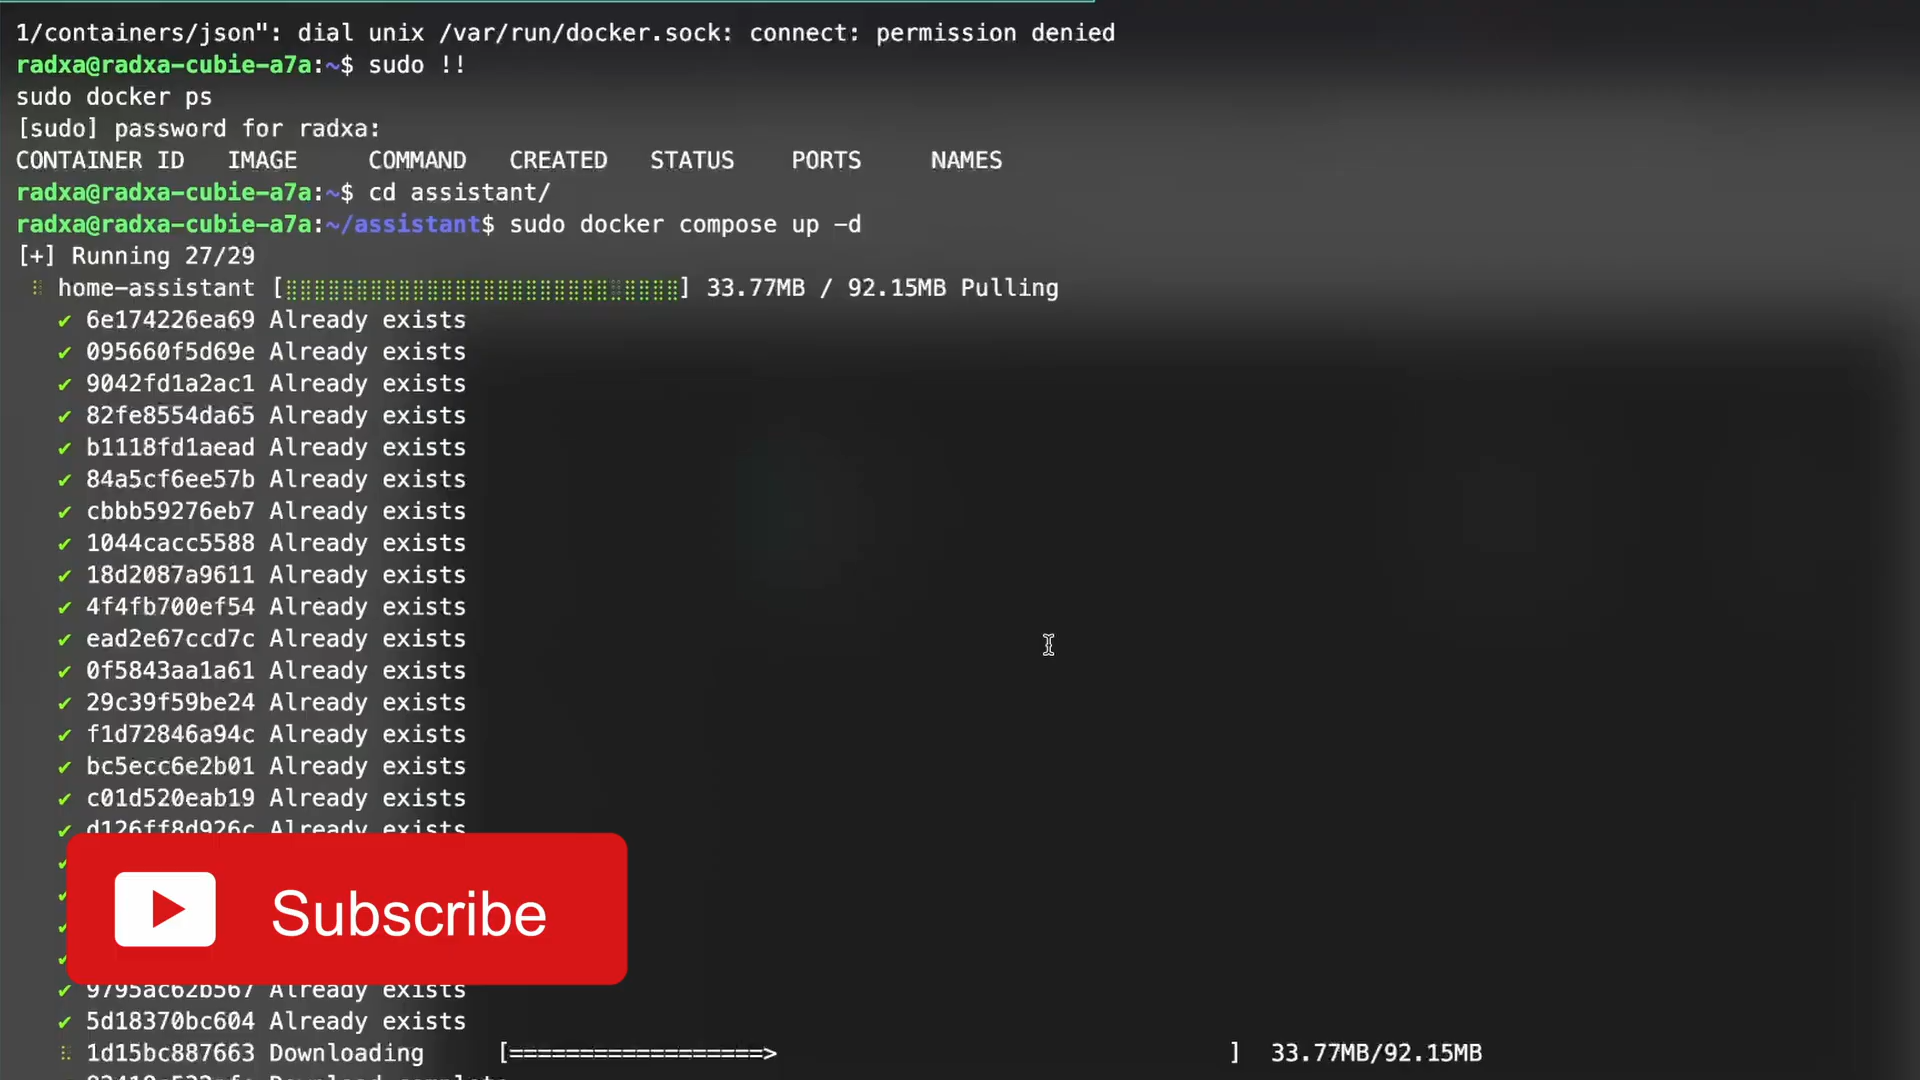 1/containers/json": dial unix /var/run/docker.sock: connect: permission denied
radxa@radxa-cubie-a7a:~$ sudo !!
sudo docker ps
[sudo] password for radxa:
CONTAINER ID   IMAGE     COMMAND   CREATED   STATUS    PORTS     NAMES
radxa@radxa-cubie-a7a:~$ cd assistant/
radxa@radxa-cubie-a7a:~/assistant$ sudo docker compose up -d
[+] Running 27/29
home-assistant [⣿⣿⣿⣿⣿⣿⣿⣿⣿⣿⣿⣿⣿⣿⣿⣿⣿⣿⣿⣿⣿⣿⣿⣿⣿⣿⣿⣿] 33.77MB / 92.15MB Pulling
✔ 6e174226ea69 Already exists
✔ 095660f5d69e Already exists
✔ 9042fd1a2ac1 Already exists
✔ 82fe8554da65 Already exists
✔ b1118fd1aead Already exists
✔ 84a5cf6ee57b Already exists
✔ cbbb59276eb7 Already exists
✔ 1044cacc5588 Already exists
✔ 18d2087a9611 Already exists
✔ 4f4fb700ef54 Already exists
✔ ead2e67ccd7c Already exists
✔ 0f5843aa1a61 Already exists
✔ 29c39f59be24 Already exists
✔ f1d72846a94c Already exists
✔ bc5ecc6e2b01 Already exists
✔ c01d520eab19 Already exists
✔ d126ff8d926c Already exists
Subscribe
✔ 9795ac62b567 Already exists
✔ 5d18370bc604 Already exists
1d15bc887663 Downloading [==================>                                ] 33.77MB/92.15MB
Download complete